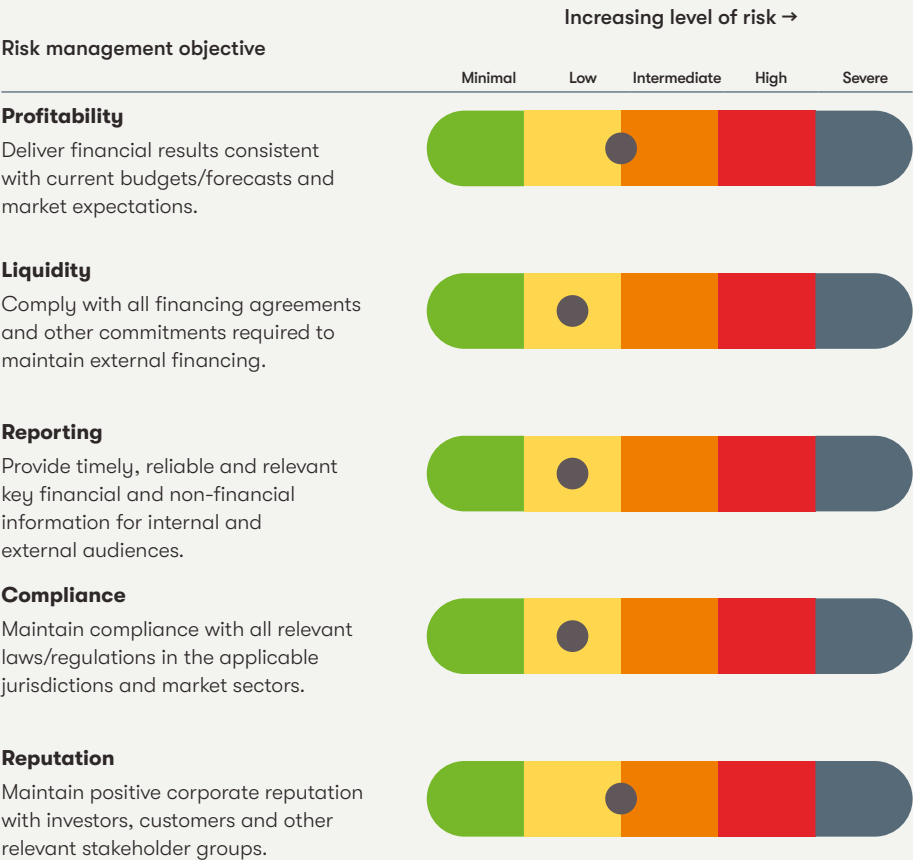 Increasing level of risk →
Risk management objective
Minimal Low Intermediate High Severe
Profitability
Deliver financial results consistent
with current budgets/forecasts and
market expectations.
Liquidity
Comply with all financing agreements
and other commitments required to
maintain external financing.
Reporting
Provide timely, reliable and relevant
key financial and non-financial
information for internal and
external audiences.
Compliance
Maintain compliance with all relevant
laws/regulations in the applicable
jurisdictions and market sectors.
Reputation
Maintain positive corporate reputation
with investors, customers and other
relevant stakeholder groups.